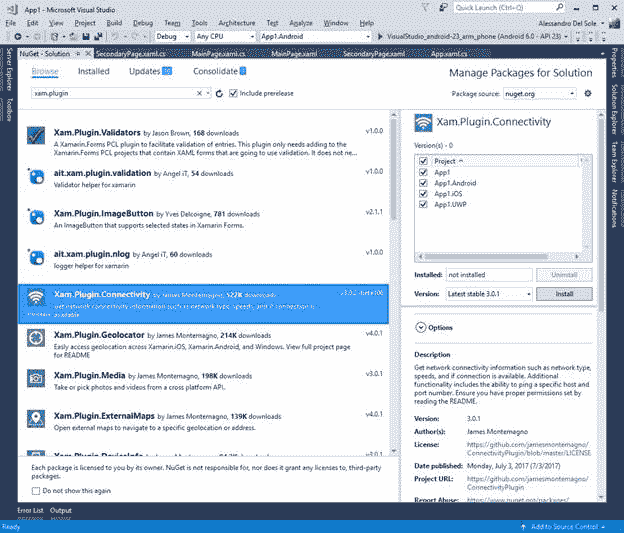 App1 - Microsoft Visual Studio
Quick Launch (Ctrl+Q)
File Edit View Project Build Debug Team Tools Architecture Test Analyze Window Help
Alessandro Del Sole
Debug Any CPU App1.Android VisualStudio_android-23_arm_phone (Android 6.0 - API 23)
NuGet - Solution SecondaryPage.xaml.cs MainPage.xaml.cs MainPage.xaml SecondaryPage.xaml App.xaml.cs
Server Explorer
Toolbox
Browse Installed Updates Consolidate
Manage Packages for Solution
xam.plugin
Include prerelease
Package source: nuget.org
Xam.Plugin.Validators by Jason Brown, 168 downloads v1.0.0
A Xamarin.Forms PCL plugin to facilitate validation of entries. This plugin only needs adding to the
Xamarin.Forms PCL projects that contain XAML forms that are going to use validation. It does not ne...
ait.xam.plugin.validation by Angel iT, 54 downloads v1.0.0
Validator helper for xamarin
Xam.Plugin.ImageButton by Yves Delcoigne, 781 downloads v2.1.1
An ImageButton that supports selected states in Xamarin Forms.
ait.xam.plugin.nlog by Angel iT, 60 downloads v1.0.0
logger helper for xamarin
Xam.Plugin.Connectivity by James Montemagno, 522K downloads
Get network connectivity information such as network type, speeds, and if connection is
available
Xam.Plugin.Geolocator by James Montemagno, 214K downloads v4.0.1
Easly access geolocation across Xamarin.iOS, Xamarin.Android, and Windows. View full project page
for README
Xam.Plugin.Media by James Montemagno, 198K downloads v3.0.1
Take or pick photos and videos from a cross platform API.
Xam.Plugin.ExternalMaps by James Montemagno, 139K downloads v4.0.1
Open external maps to navigate to a specific geolocation or address.
Each package is licensed to you by its owner. NuGet is not responsible for, nor does it grant any licenses to, third-party
packages.
Do not show this again
Xam.Plugin.Connectivity
Version(s) - 0
Project
App1
App1.Android
App1.iOS
App1.UWP
Installed: not installed Uninstall
Version: Latest stable 3.0.1 Install
Options
Description
Get network connectivity information such as network type,
speeds, and if connection is available. Additional
functionality includes the ability to ping a specific host and
port number. Ensure you have proper permissions set by
reading the README.
Version: 3.0.1
Author(s): James Montemagno
License: https://github.com/jamesmontemagno/
ConnectivityPlugin/blob/master/LICENSE
Date published: Monday, July 3, 2017 (7/3/2017)
Project URL: https://github.com/jamesmontemagno/
ConnectivityPlugin
Report Abuse: https://www.nuget.org/packages/
Properties
Solution Explorer
Team Explorer
Notifications
Error List Output
Ready
Add to Source Control